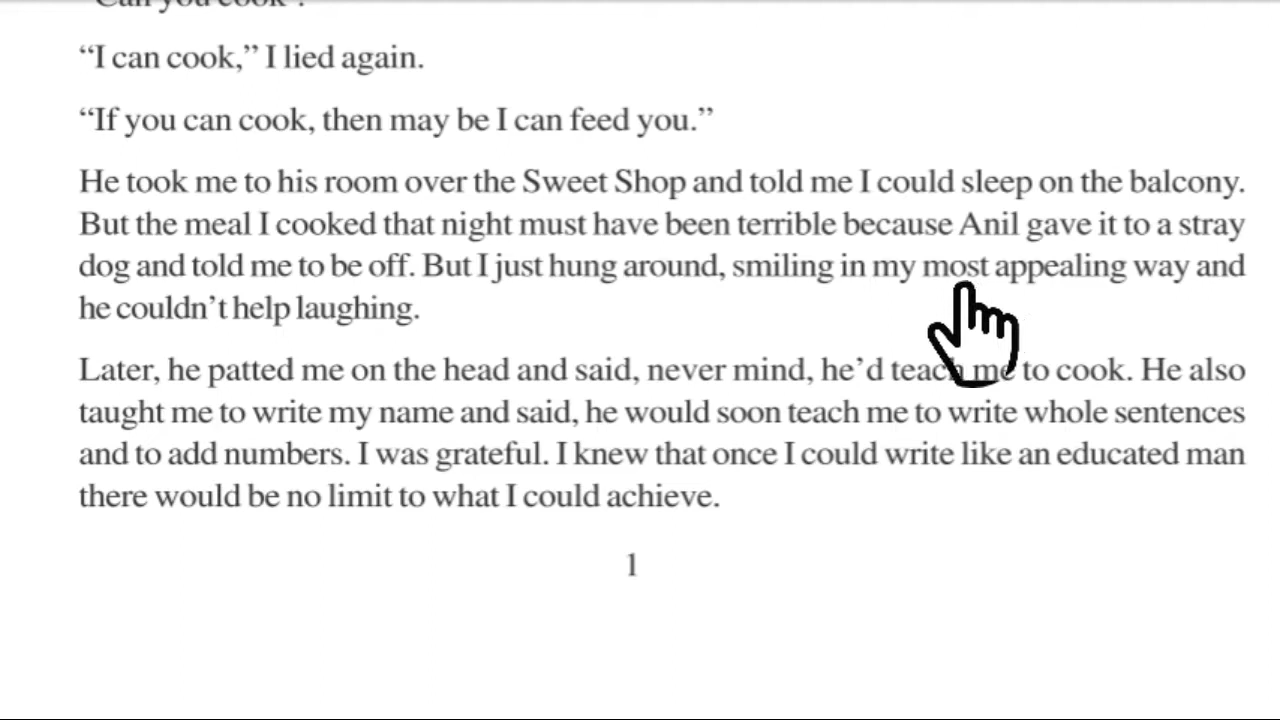 “Can you cook”?
“I can cook,” I lied again.
“If you can cook, then may be I can feed you.”
He took me to his room over the Sweet Shop and told me I could sleep on the balcony.
But the meal I cooked that night must have been terrible because Anil gave it to a stray
dog and told me to be off. But I just hung around, smiling in my most appealing way and
he couldn’t help laughing.
Later, he patted me on the head and said, never mind, he’d teach me to cook. He also
taught me to write my name and said, he would soon teach me to write whole sentences
and to add numbers. I was grateful. I knew that once I could write like an educated man
there would be no limit to what I could achieve.
1